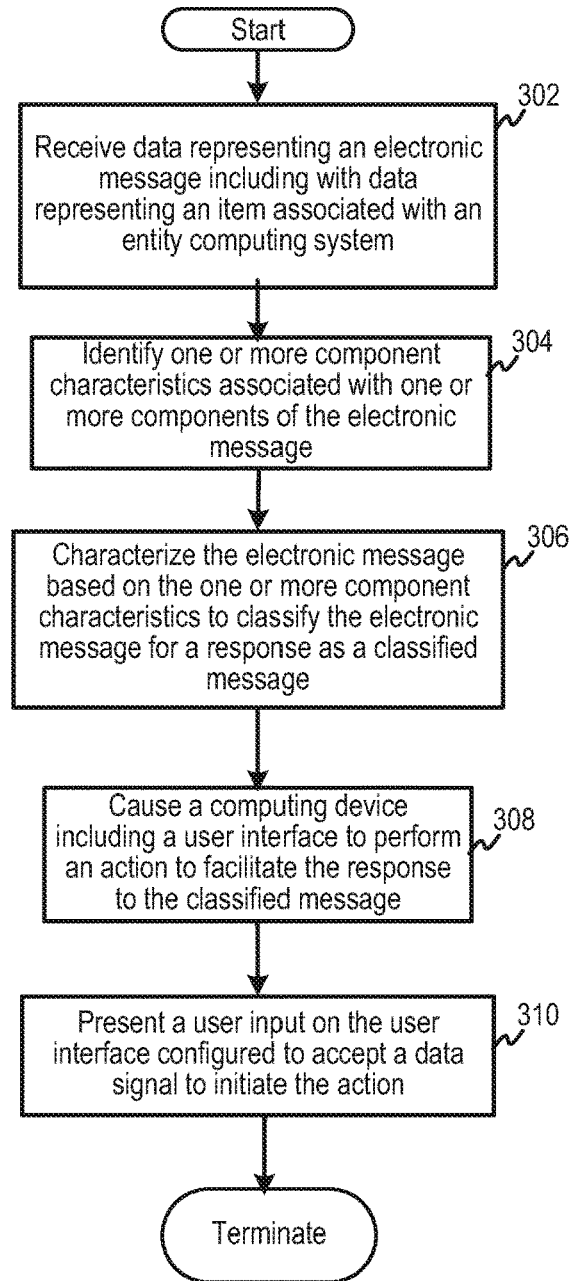 Start
302
Receive data representing an electronic
message including with data
representing an item associated with an
entity computing system
304
Identify one or more component
characteristics associated with one or
more components of the electronic
message
306
Characterize the electronic message
based on the one or more component
characteristics to classify the electronic
message for a response as a classified
message
308
Cause a computing device
including a user interface to perform
an action to facilitate the response
to the classified message
310
Present a user input on the user
interface configured to accept a data
signal to initiate the action
Terminate